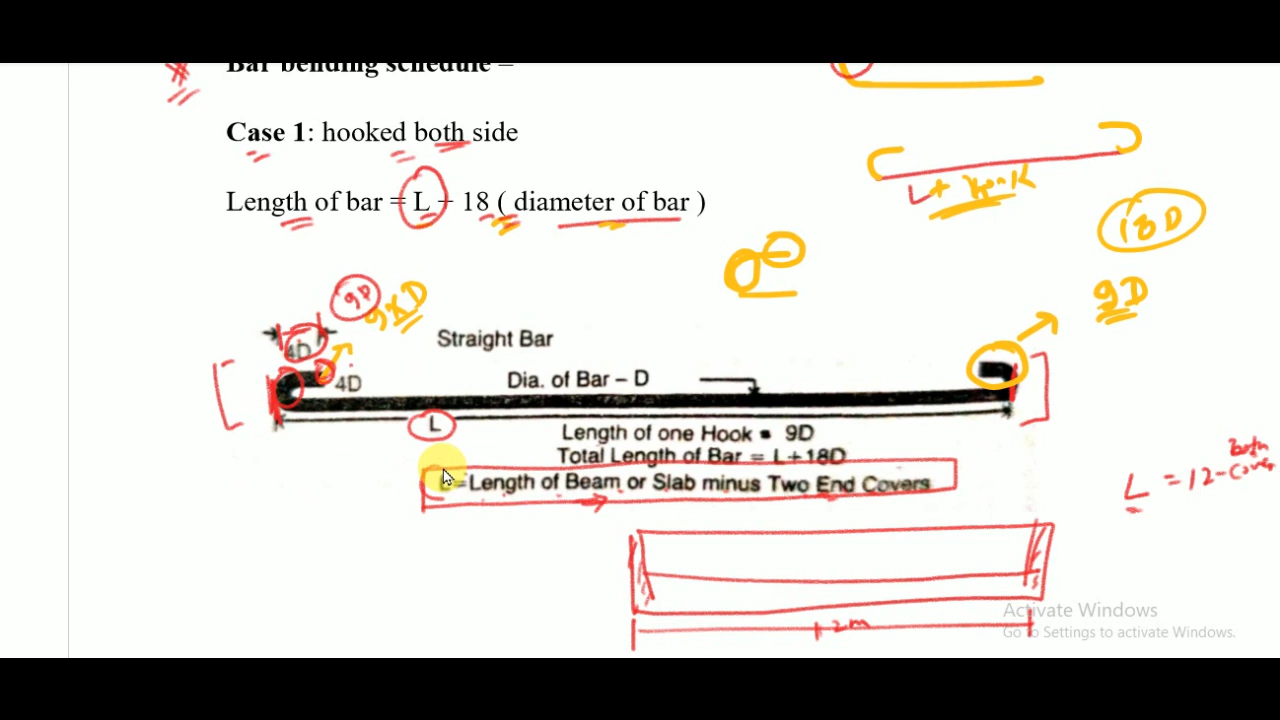 Bar bending schedule –
Case 1: hooked both side
L + Hook
Length of bar = L + 18 ( diameter of bar )
18D
9D
9xD
9D
4D
Straight Bar
4D
Dia. of Bar – D
L
Length of one Hook = 9D
Total Length of Bar = L+18D
L=Length of Beam or Slab minus Two End Covers
L = 12 - both cover
12m
Activate Windows
Go to Settings to activate Windows.